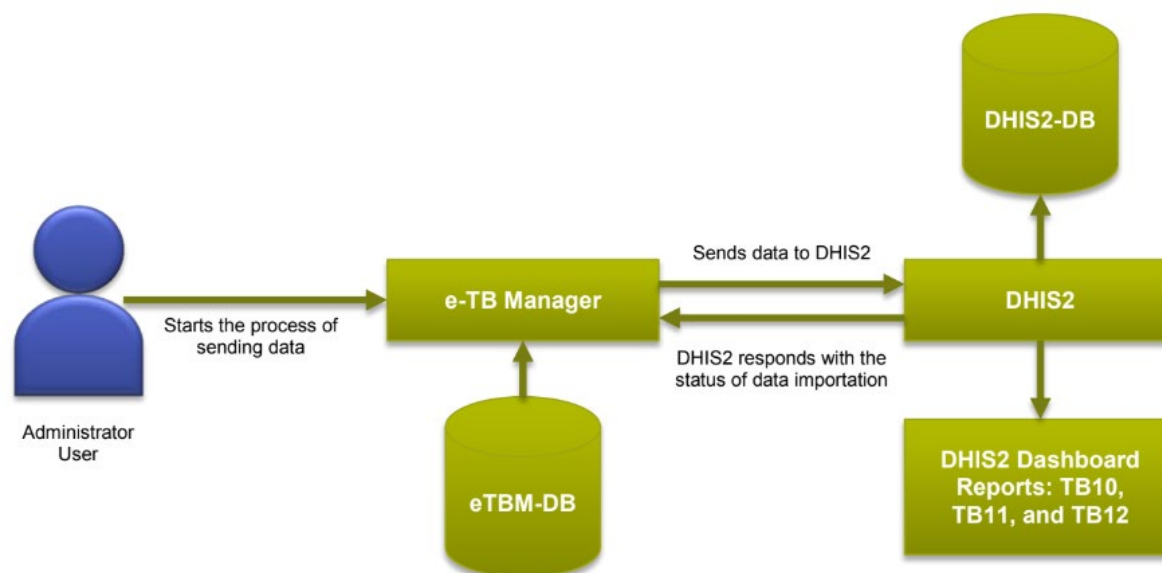 DHIS2-DB
Sends data to DHIS2
e-TB Manager
DHIS2
Starts the process of
sending data
DHIS2 responds with the
status of data importation
Administrator
User
eTBM-DB
DHIS2 Dashboard
Reports: TB10,
TB11, and TB12